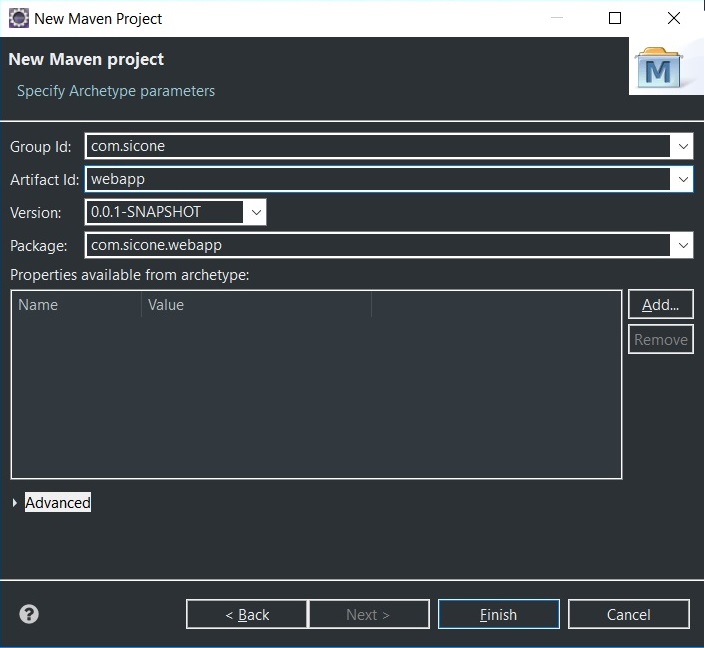 New Maven Project
New Maven project
Specify Archetype parameters
M
Group Id: com.sicone
Artifact Id: webapp
Version: 0.0.1-SNAPSHOT
Package: com.sicone.webapp
Properties available from archetype:
Name Value
Add...
Remove
Advanced
? < Back Next > Finish Cancel